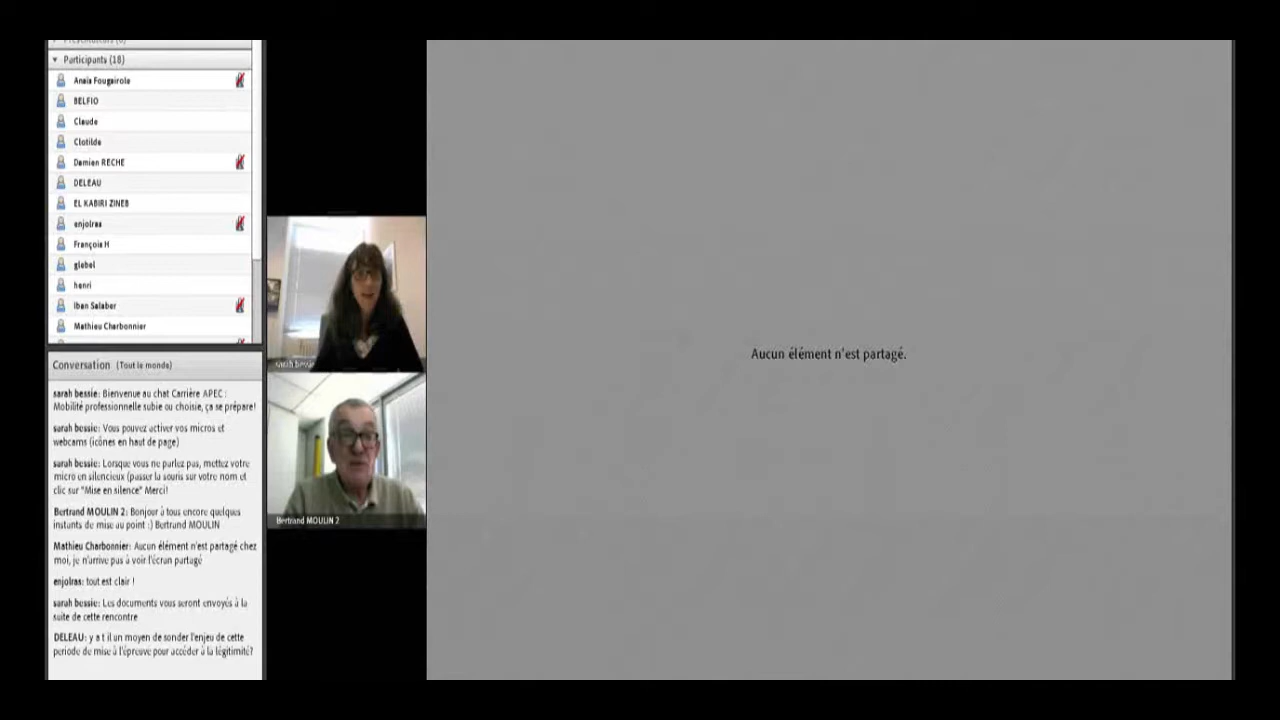 Participants (18)
Anaïs Fougairole
BELFIO
Claude
Clotilde
Damien RECHE
DELEAU
EL KABIRI ZINEB
enjolras
François H
glebel
henri
Iban Salaber
Mathieu Charbonnier
sarah bessie
Bertrand MOULIN 2
Aucun élément n'est partagé.
Conversation (Tout le monde)
sarah bessie: Bienvenue au chat Carrière APEC :
Mobilité professionnelle subie ou choisie, ça se prépare!
sarah bessie: Vous pouvez activer vos micros et
webcams (icônes en haut de page)
sarah bessie: Lorsque vous ne parlez pas, mettez votre
micro en silencieux (passer la souris sur votre nom et
clic sur "Mise en silence" Merci!
Bertrand MOULIN 2: Bonjour à tous encore quelques
instants de mise au point :) Bertrand MOULIN
Mathieu Charbonnier: Aucun élément n'est partagé chez
moi, je n'arrive pas à voir l'écran partagé
enjolras: tout est clair !
sarah bessie: Les documents vous seront envoyés à la
suite de cette rencontre
DELEAU: y a t il un moyen de sonder l'enjeu de cette
periode de mise à l'épreuve pour accéder à la légitimité?